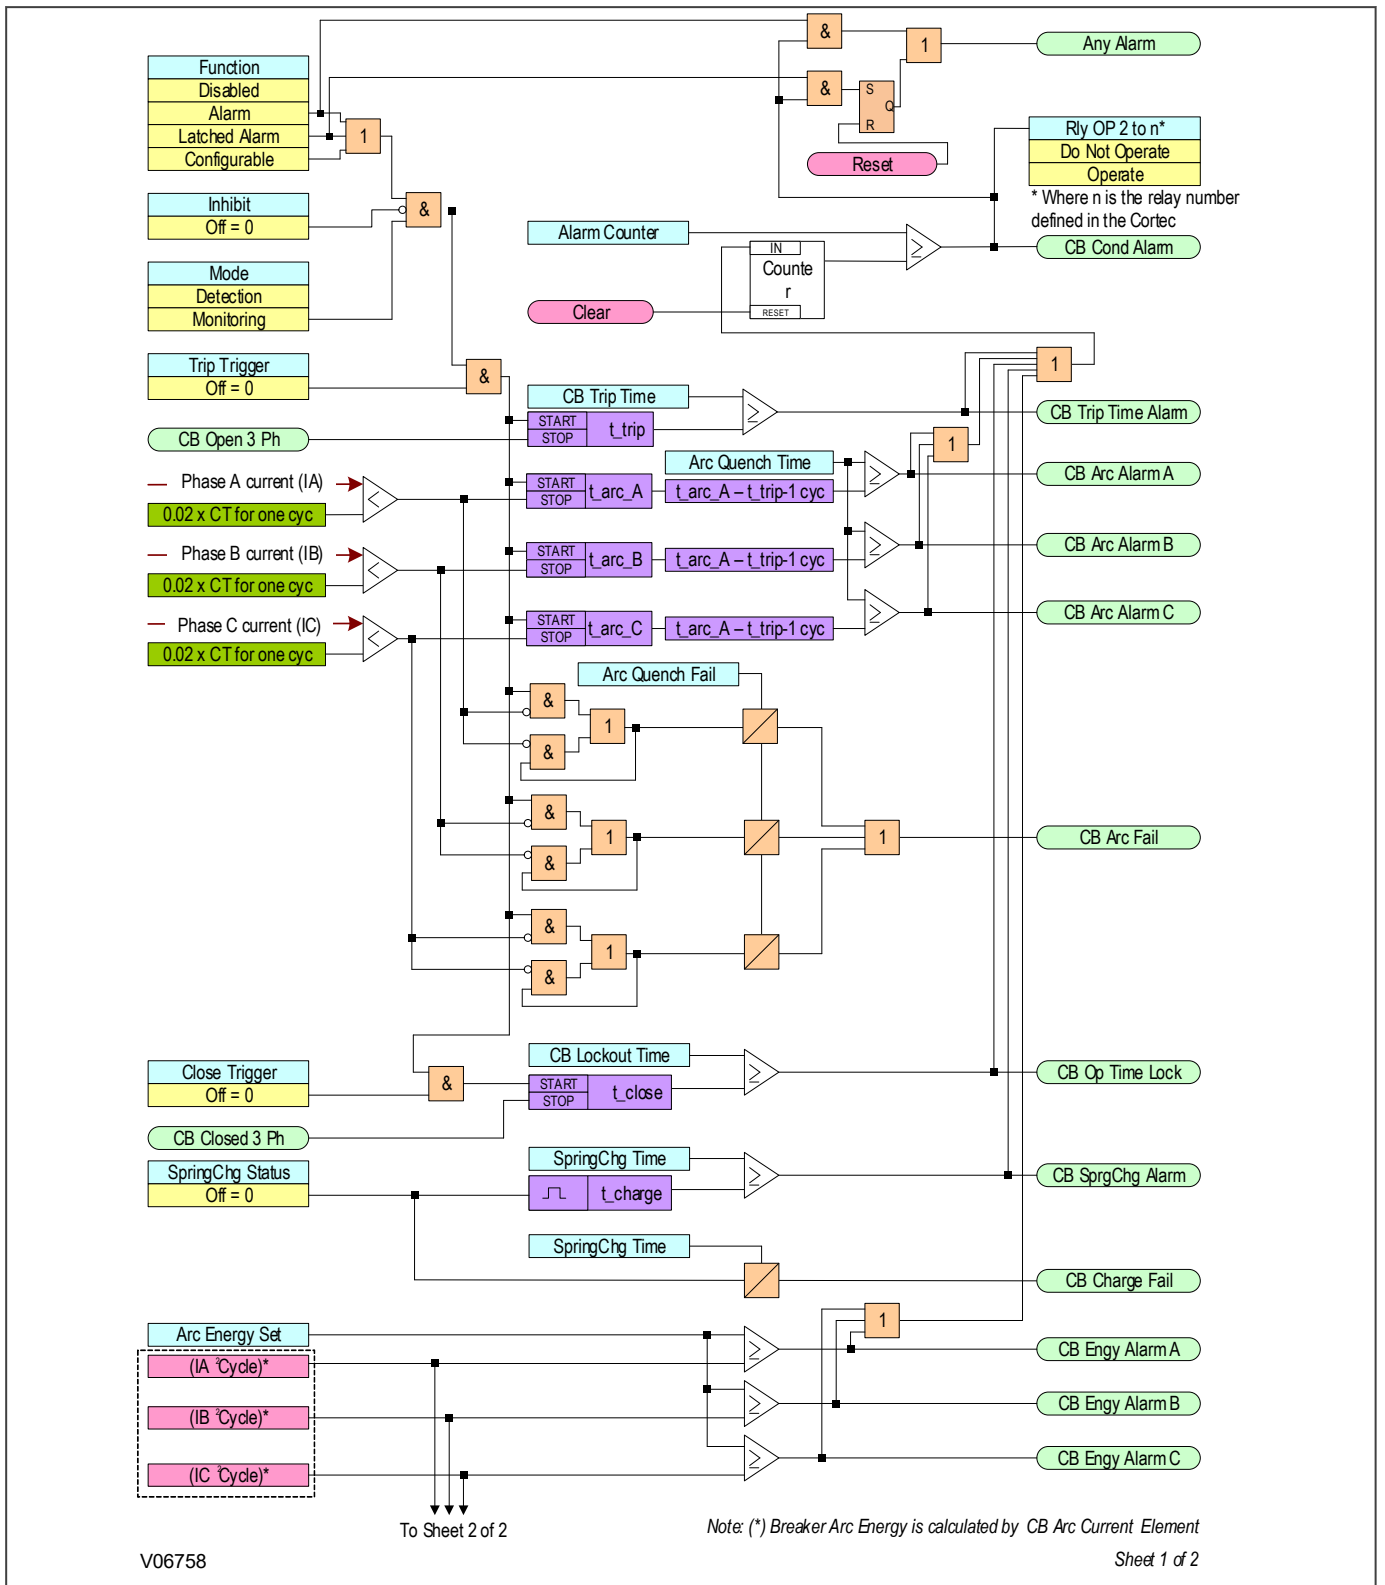 Function
Disabled
Alarm
Latched Alarm
Configurable
1
&
1
Any Alarm
&
S
Q
R
Reset
Rly OP 2 to n*
Do Not Operate
Operate
* Where n is the relay number
defined in the Cortec
Inhibit
Off = 0
&
Alarm Counter
IN
Counte
r
RESET
≥
CB Cond Alarm
Clear
Mode
Detection
Monitoring
Trip Trigger
Off = 0
&
1
CB Trip Time
START
STOP
t_trip
≥
CB Trip Time Alarm
CB Open 3 Ph
1
Arc Quench Time
Phase A current (IA)
0.02 x CT for one cyc
<
START
STOP
t_arc_A
t_arc_A – t_trip-1 cyc
≥
CB Arc Alarm A
Phase B current (IB)
0.02 x CT for one cyc
<
START
STOP
t_arc_B
t_arc_A – t_trip-1 cyc
≥
CB Arc Alarm B
Phase C current (IC)
0.02 x CT for one cyc
<
START
STOP
t_arc_C
t_arc_A – t_trip-1 cyc
≥
CB Arc Alarm C
Arc Quench Fail
&
1
&
&
1
&
1
CB Arc Fail
&
1
&
Close Trigger
Off = 0
&
CB Lockout Time
START
STOP
t_close
≥
CB Op Time Lock
CB Closed 3 Ph
SpringChg Status
Off = 0
SpringChg Time
t_charge
≥
CB SprgChg Alarm
SpringChg Time
CB Charge Fail
1
Arc Energy Set
(IA ²Cycle)*
≥
CB Engy Alarm A
(IB ²Cycle)*
≥
CB Engy Alarm B
(IC ²Cycle)*
≥
CB Engy Alarm C
To Sheet 2 of 2
Note: (*) Breaker Arc Energy is calculated by CB Arc Current Element
V06758
Sheet 1 of 2